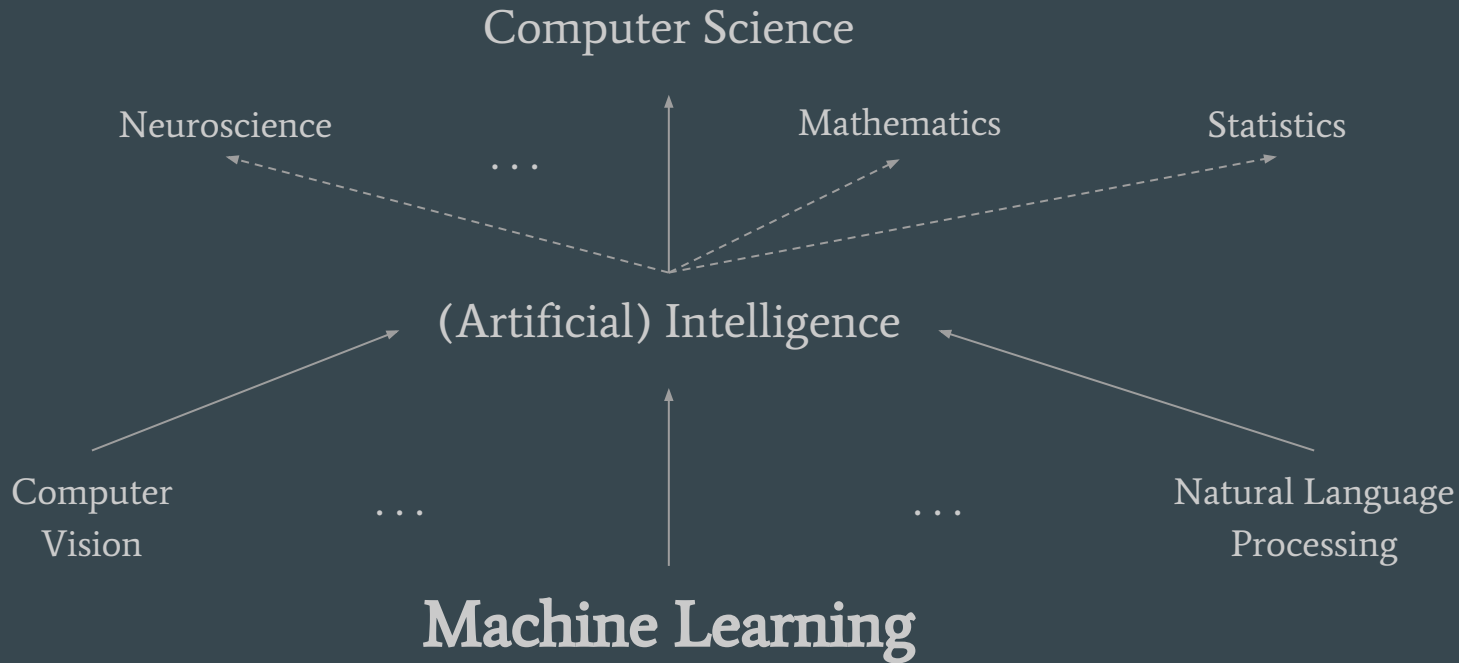 Computer Science
Neuroscience
. . .
Mathematics
Statistics
(Artificial) Intelligence
Computer
Vision
. . .
. . .
Natural Language
Processing
Machine Learning